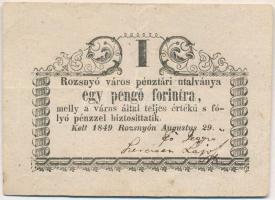 I
Rozsnyó város pénztári utalványa
egy pengő forintra,
melly a város által teljes értékű s fo-
lyó pénzzel biztosittatik.
Kelt 1849 Rozsnyón Augustus 29.